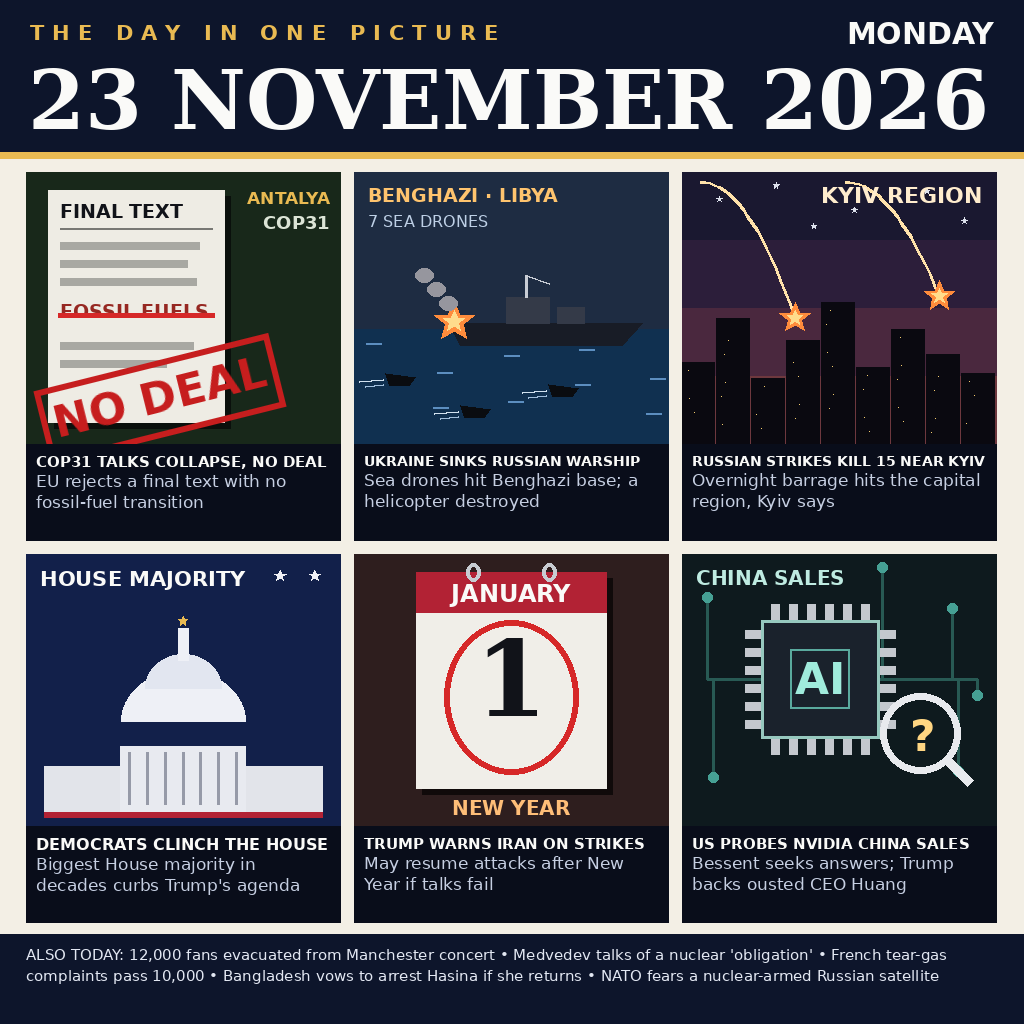 THE DAY IN ONE PICTURE
MONDAY
23 NOVEMBER 2026
FINAL TEXT
FOSSIL FUELS
NO DEAL
ANTALYA
COP31
COP31 TALKS COLLAPSE, NO DEAL
EU rejects a final text with no
fossil-fuel transition
BENGHAZI · LIBYA
7 SEA DRONES
UKRAINE SINKS RUSSIAN WARSHIP
Sea drones hit Benghazi base; a
helicopter destroyed
KYIV REGION
RUSSIAN STRIKES KILL 15 NEAR KYIV
Overnight barrage hits the capital
region, Kyiv says
HOUSE MAJORITY
DEMOCRATS CLINCH THE HOUSE
Biggest House majority in
decades curbs Trump's agenda
JANUARY
1
NEW YEAR
TRUMP WARNS IRAN ON STRIKES
May resume attacks after New
Year if talks fail
CHINA SALES
AI
?
US PROBES NVIDIA CHINA SALES
Bessent seeks answers; Trump
backs ousted CEO Huang
ALSO TODAY: 12,000 fans evacuated from Manchester concert • Medvedev talks of a nuclear 'obligation' • French tear-gas
complaints pass 10,000 • Bangladesh vows to arrest Hasina if she returns • NATO fears a nuclear-armed Russian satellite